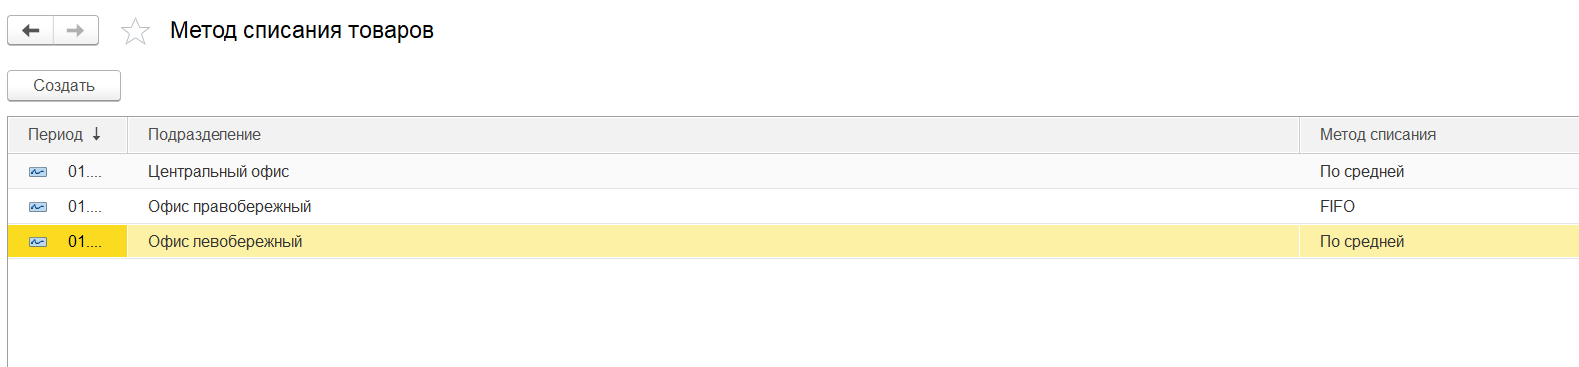 Метод списания товаров
Создать
Период ↓ Подразделение Метод списания
01.... Центральный офис По средней
01.... Офис правобережный FIFO
01.... Офис левобережный По средней